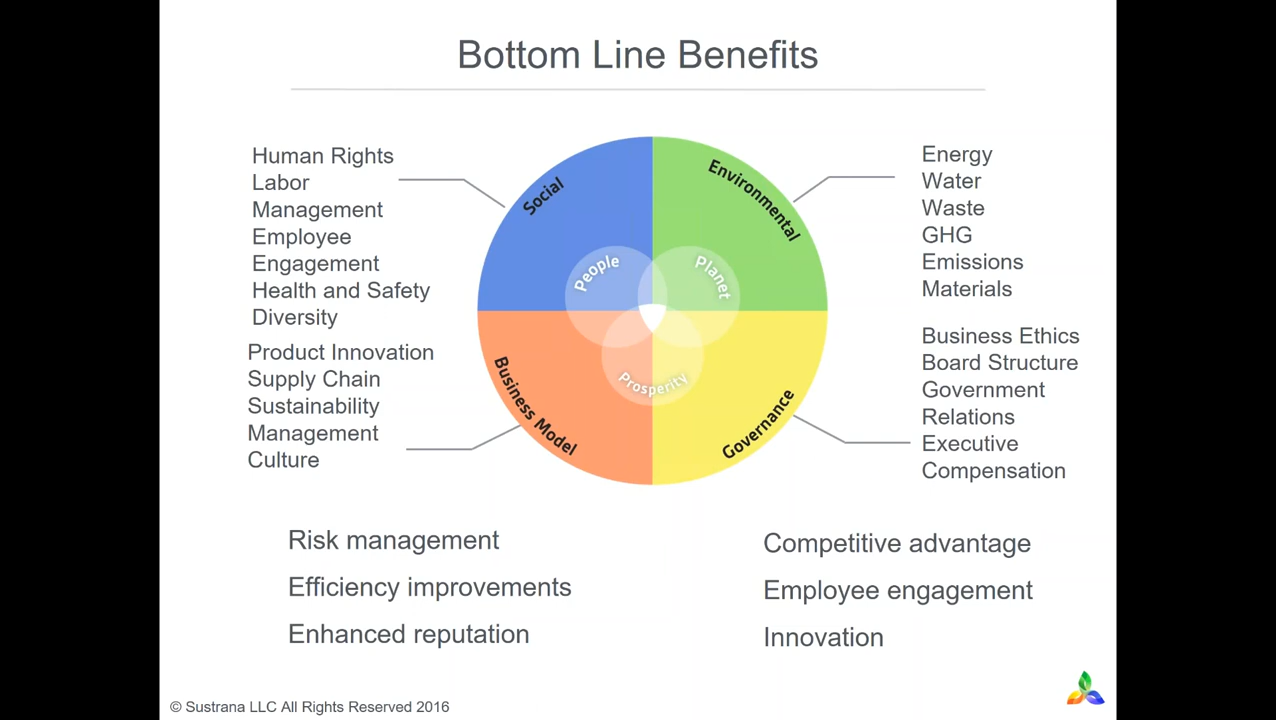 Bottom Line Benefits
Human Rights
Labor
Management
Employee
Engagement
Health and Safety
Diversity
Product Innovation
Supply Chain
Sustainability
Management
Culture
Social
Environmental
People
Planet
Prosperity
Business Model
Governance
Energy
Water
Waste
GHG
Emissions
Materials
Business Ethics
Board Structure
Government
Relations
Executive
Compensation
Risk management
Efficiency improvements
Enhanced reputation
Competitive advantage
Employee engagement
Innovation
© Sustrana LLC All Rights Reserved 2016